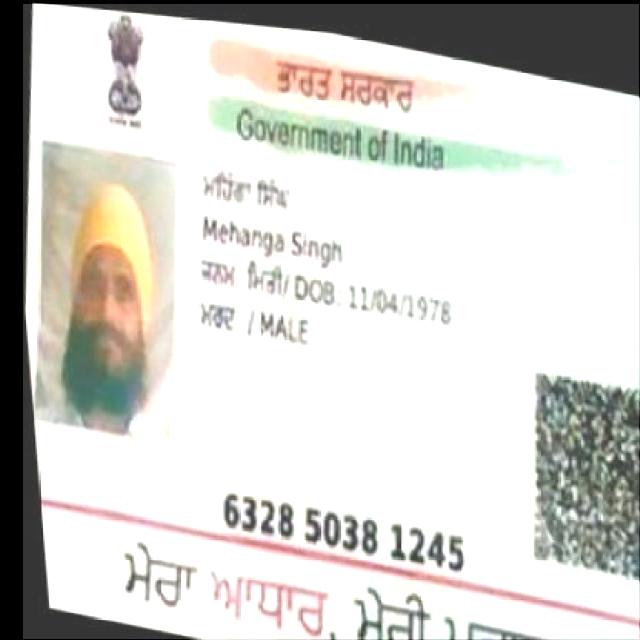 ਭਾਰਤ ਸਰਕਾਰ
Government of India
ਮਹਿੰਗਾ ਸਿੰਘ
Mehanga Singh
ਜਨਮ ਮਿਤੀ/ DOB: 11/04/1978
ਮਰਦ / MALE
6328 5038 1245
ਮੇਰਾ ਆਧਾਰ, ਮੇਰੀ